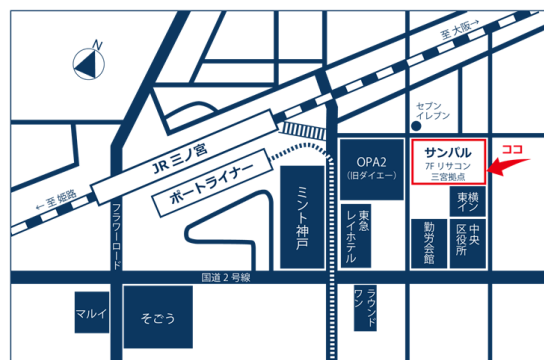 N
至 大阪→
セブン
イレブン
JR 三ノ宮
ポートライナー
OPA2
(旧ダイエー)
サンパル
7F リサコン
三宮拠点
ココ
← 至 姫路
フラワーロード
ミント神戸
東急
レイホテル
東横
イン
勤労会館
中央
区役所
国道2号線
マルイ
そごう
ラウンド
ワン